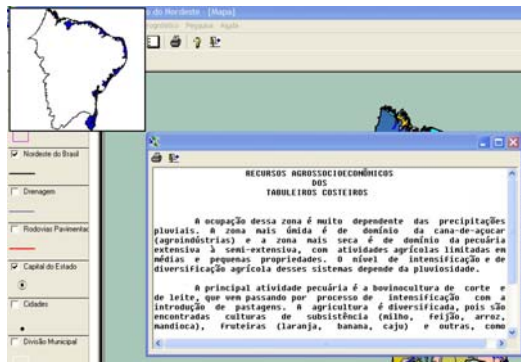 do Nordeste - [Mapa]
Pesquisa Ajuda
Nordeste do Brasil
Drenagem
Rodovias Pavimentad
Capital do Estado
Cidades
Divisão Municipal
RECURSOS AGROSSOCIOECONÔMICOS
DOS
TABULEIROS COSTEIROS
A ocupação dessa zona é muito dependente das precipitações
pluviais. A zona mais úmida é de domínio da cana-de-açucar
(agroindústrias) e a zona mais seca é de domínio da pecuária
extensiva à semi-extensiva, com atividades agrícolas limitadas em
médias e pequenas propriedades. O nível de intensificação e de
diversificação agrícola desses sistemas depende da pluviosidade.
A principal atividade pecuária é a bovinocultura de corte e
de leite, que vem passando por processo de intensificação com a
introdução de pastagens. A agricultura é diversificada, pois são
encontradas culturas de subsistência (milho, feijão, arroz,
mandioca), fruteiras (laranja, banana, caju) e outras, como